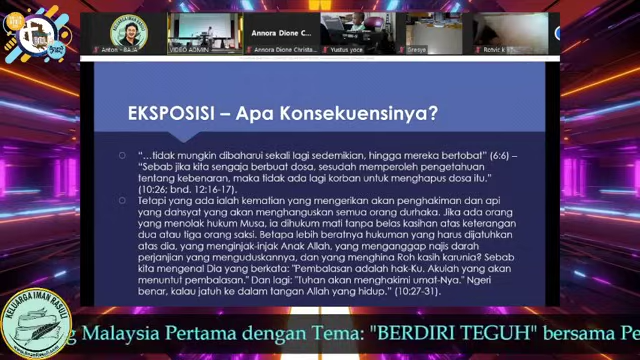 Annora Dione C...
Anton - BAJA
VIDEO ADMIN
Annora Dione Christa...
Yustus yoce
Gresya
EKSPOSISI – Apa Konsekuensinya?
"…tidak mungkin dibaharui sekali lagi sedemikian, hingga mereka bertobat" (6:6) –
"Sebab jika kita sengaja berbuat dosa, sesudah memperoleh pengetahuan
tentang kebenaran, maka tidak ada lagi korban untuk menghapus dosa itu."
(10:26; bnd. 12:16-17).
Tetapi yang ada ialah kematian yang mengerikan akan penghakiman dan api
yang dahsyat yang akan menghanguskan semua orang durhaka. Jika ada orang
yang menolak hukum Musa, ia dihukum mati tanpa belas kasihan atas keterangan
dua atau tiga orang saksi. Betapa lebih beratnya hukuman yang harus dijatuhkan
atas dia, yang menginjak-injak Anak Allah, yang menganggap najis darah
perjanjian yang menguduskannya, dan yang menghina Roh kasih karunia? Sebab
kita mengenal Dia yang berkata: "Pembalasan adalah hak-Ku. Akulah yang akan
menuntut pembalasan." Dan lagi: "Tuhan akan menghakimi umat-Nya." Ngeri
benar, kalau jatuh ke dalam tangan Allah yang hidup." (10:27-31).
KELUARGA IMAN RASULI
g Malaysia Pertama dengan Tema: "BERDIRI TEGUH" bersama Pe